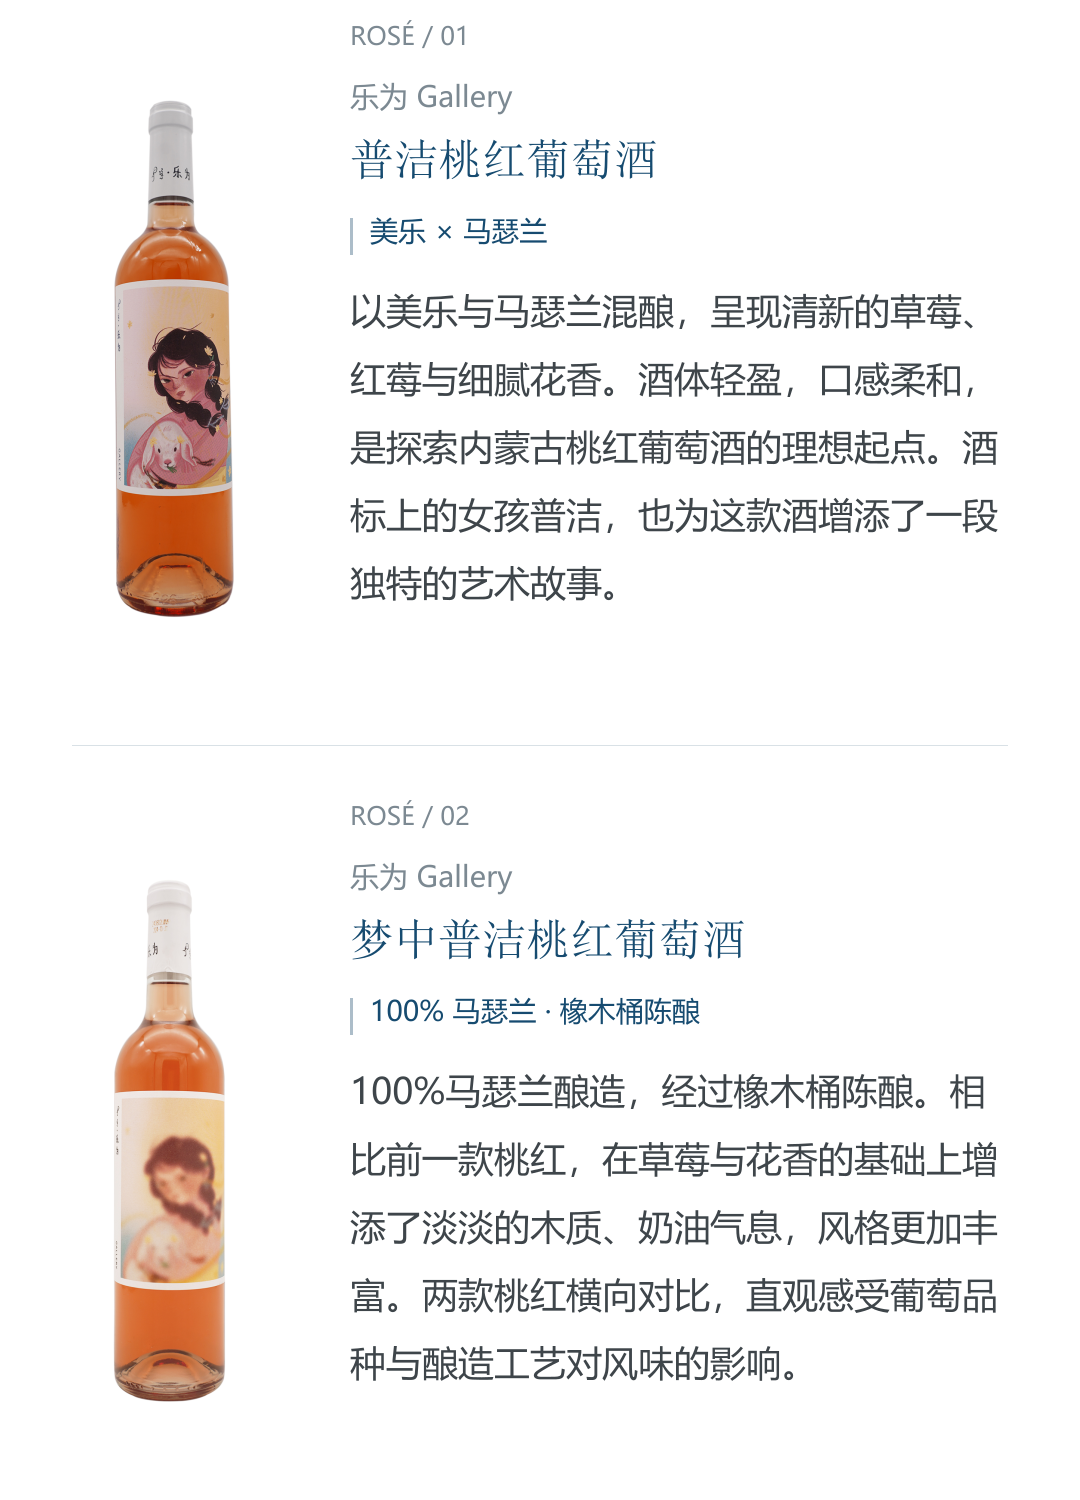 ROSÉ / 01
乐为 Gallery
普洁桃红葡萄酒
美乐 × 马瑟兰
以美乐与马瑟兰混酿，呈现清新的草莓、
红莓与细腻花香。酒体轻盈，口感柔和，
是探索内蒙古桃红葡萄酒的理想起点。酒
标上的女孩普洁，也为这款酒增添了一段
独特的艺术故事。
ROSÉ / 02
乐为 Gallery
梦中普洁桃红葡萄酒
100% 马瑟兰 · 橡木桶陈酿
100%马瑟兰酿造，经过橡木桶陈酿。相
比前一款桃红，在草莓与花香的基础上增
添了淡淡的木质、奶油气息，风格更加丰
富。两款桃红横向对比，直观感受葡萄品
种与酿造工艺对风味的影响。